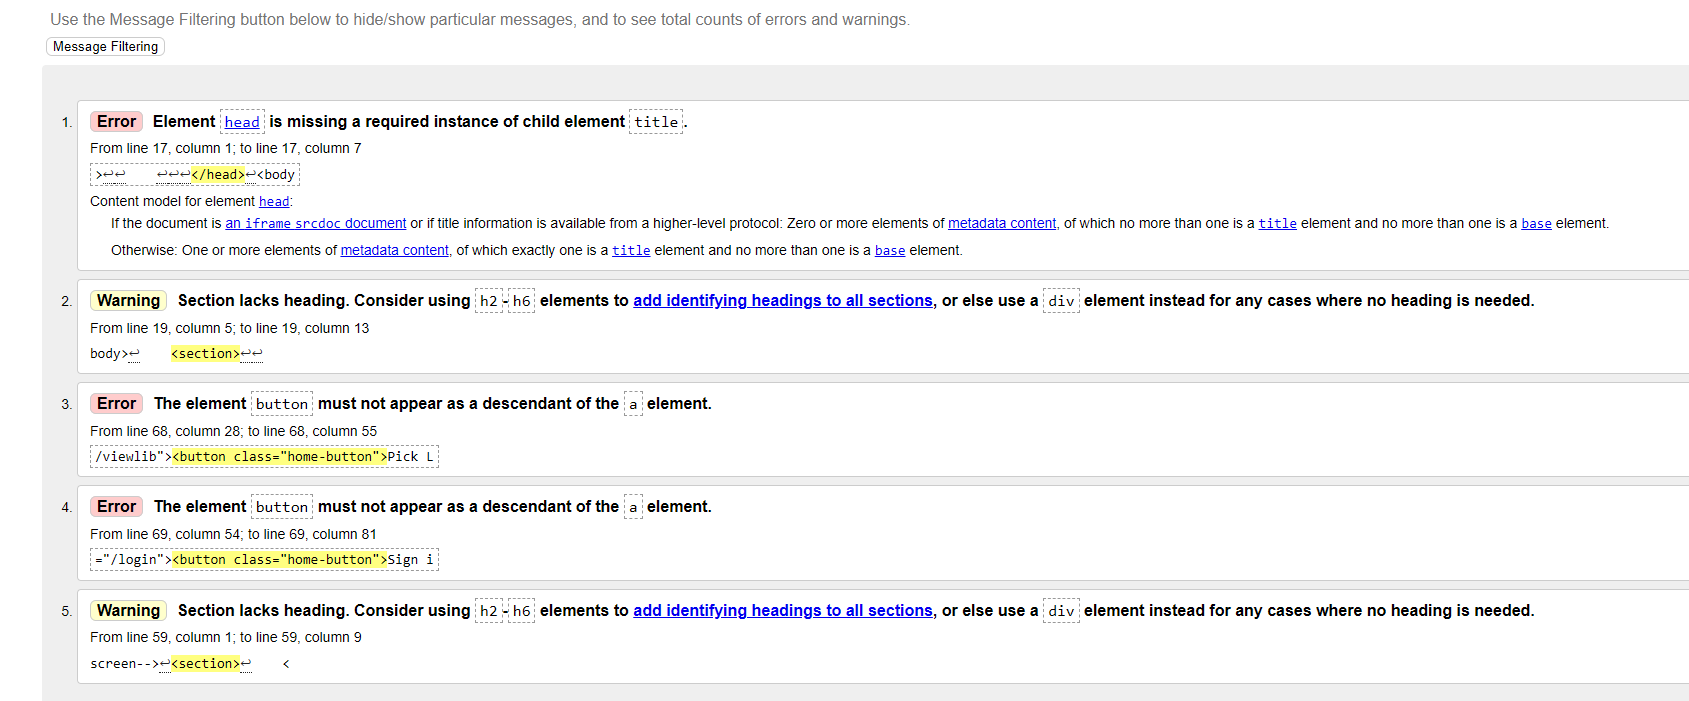 Use the Message Filtering button below to hide/show particular messages, and to see total counts of errors and warnings.
Message Filtering
1. Error Element head is missing a required instance of child element title.
From line 17, column 1; to line 17, column 7
>↩↩    ↩↩↩</head>↩<body
Content model for element head:
If the document is an iframe srcdoc document or if title information is available from a higher-level protocol: Zero or more elements of metadata content, of which no more than one is a title element and no more than one is a base element.
Otherwise: One or more elements of metadata content, of which exactly one is a title element and no more than one is a base element.
2. Warning Section lacks heading. Consider using h2-h6 elements to add identifying headings to all sections, or else use a div element instead for any cases where no heading is needed.
From line 19, column 5; to line 19, column 13
body>↩    <section>↩↩
3. Error The element button must not appear as a descendant of the a element.
From line 68, column 28; to line 68, column 55
/viewlib"><button class="home-button">Pick L
4. Error The element button must not appear as a descendant of the a element.
From line 69, column 54; to line 69, column 81
="/login"><button class="home-button">Sign i
5. Warning Section lacks heading. Consider using h2-h6 elements to add identifying headings to all sections, or else use a div element instead for any cases where no heading is needed.
From line 59, column 1; to line 59, column 9
screen-->↩<section>↩    <